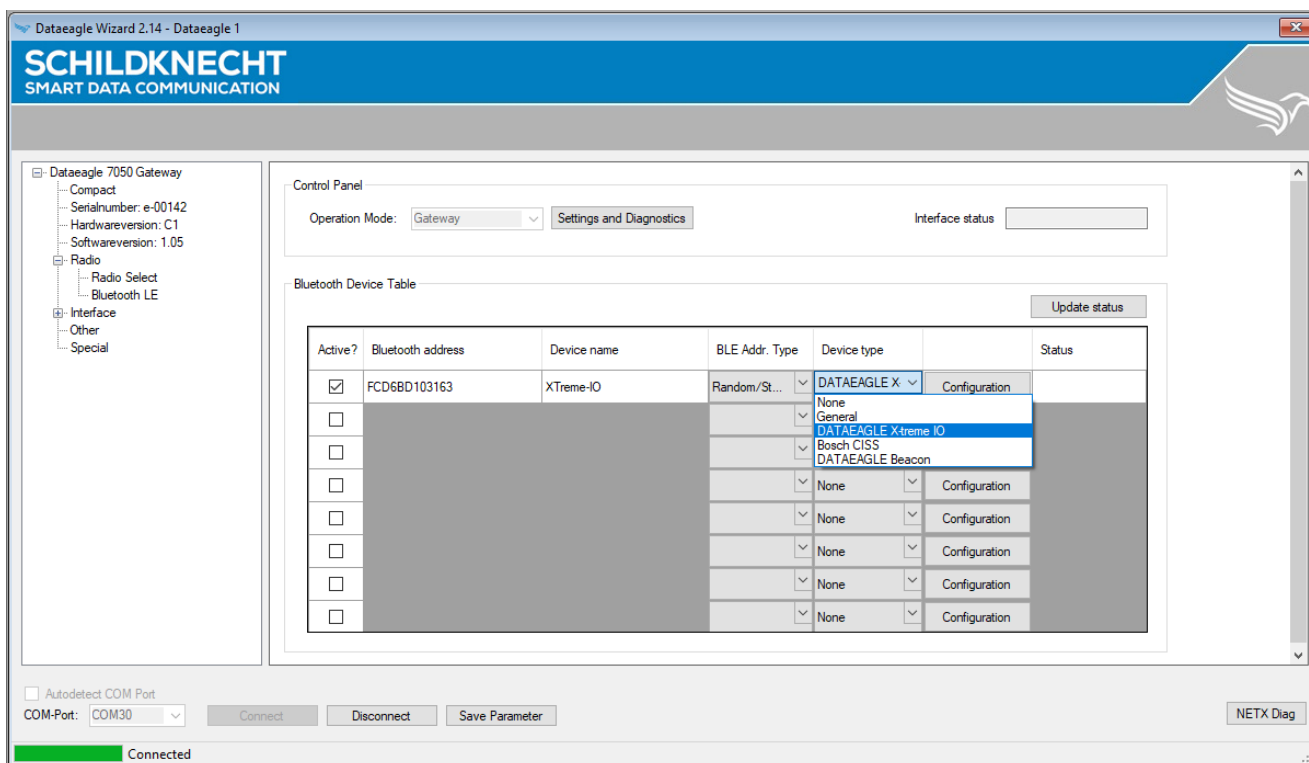 Dataeagle Wizard 2.14 - Dataeagle 1
SCHILDKNECHT
SMART DATA COMMUNICATION
Dataeagle 7050 Gateway
Compact
Serialnumber: e-00142
Hardwareversion: C1
Softwareversion: 1.05
Radio
Radio Select
Bluetooth LE
Interface
Other
Special
Control Panel
Operation Mode: Gateway Settings and Diagnostics Interface status
Bluetooth Device Table
Update status
Active? Bluetooth address Device name BLE Addr. Type Device type Status
FCD6BD103163 XTreme-IO Random/St... DATAEAGLE X- Configuration
None
General
DATAEAGLE X-treme IO
Bosch CISS
DATAEAGLE Beacon
None Configuration
None Configuration
None Configuration
None Configuration
None Configuration
Autodetect COM Port
COM-Port: COM30 Connect Disconnect Save Parameter NETX Diag
Connected